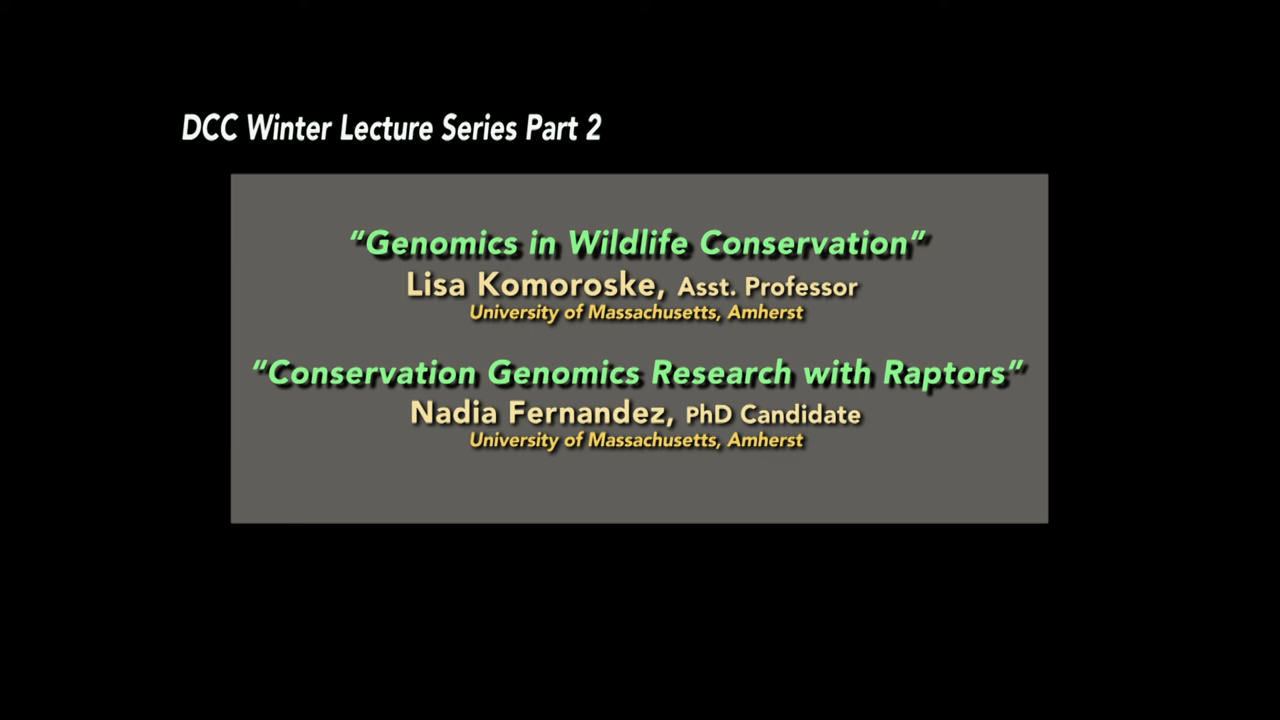 DCC Winter Lecture Series Part 2
“Genomics in Wildlife Conservation”
Lisa Komoroske, Asst. Professor
University of Massachusetts, Amherst
“Conservation Genomics Research with Raptors”
Nadia Fernandez, PhD Candidate
University of Massachusetts, Amherst